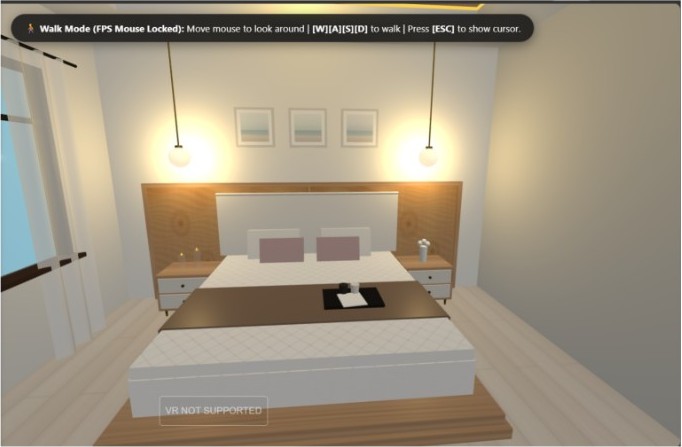 🚶 Walk Mode (FPS Mouse Locked): Move mouse to look around | [W][A][S][D] to walk | Press [ESC] to show cursor.
VR NOT SUPPORTED